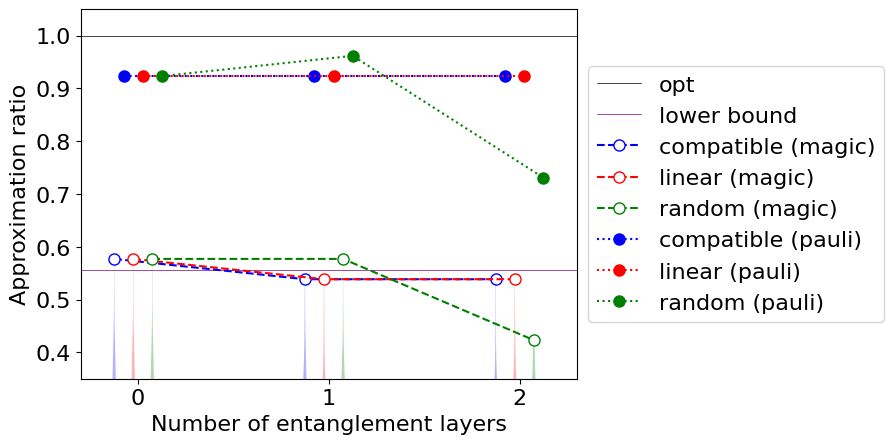 1.0
0.9
0.8
0.7
0.6
0.5
0.4
Approximation ratio
0 1 2
Number of entanglement layers
opt
lower bound
compatible (magic)
linear (magic)
random (magic)
compatible (pauli)
linear (pauli)
random (pauli)